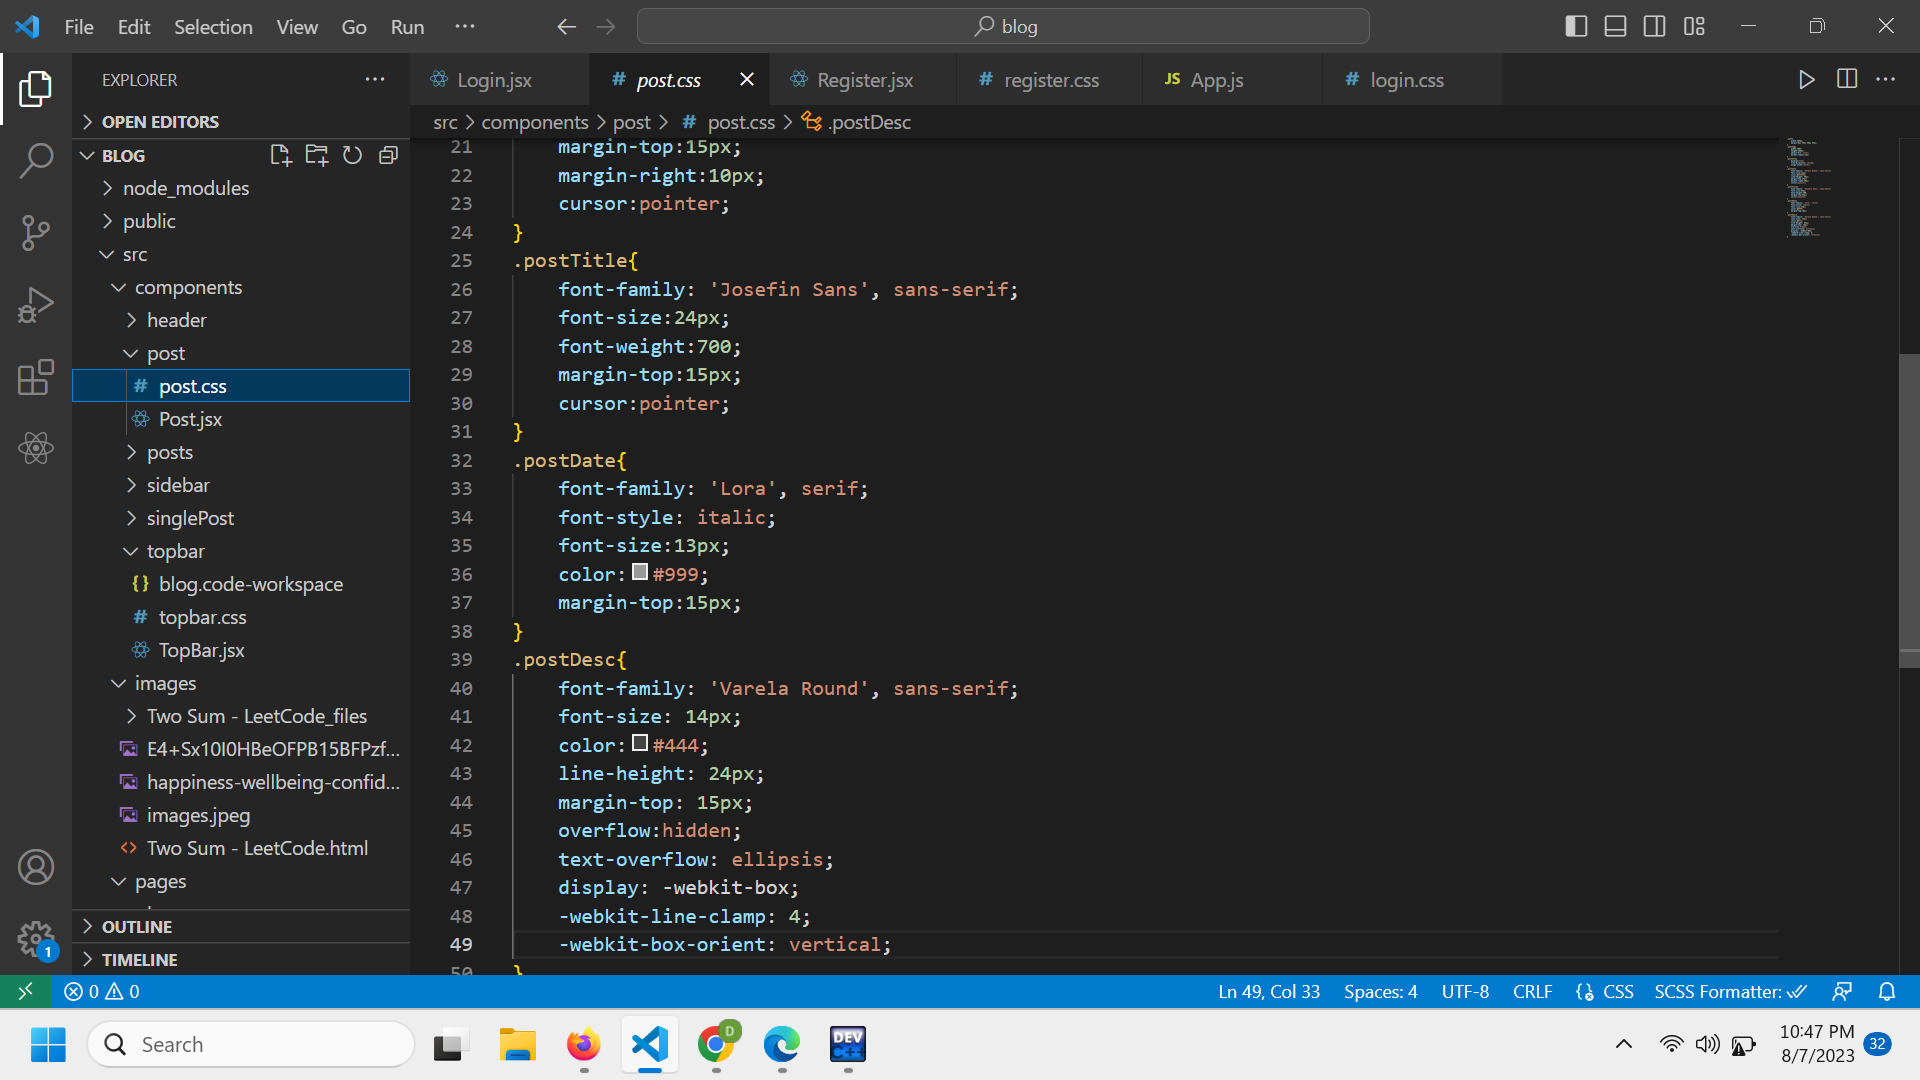 File Edit Selection View Go Run ··· blog
EXPLORER ···
OPEN EDITORS
BLOG
node_modules
public
src
components
header
post
# post.css
Post.jsx
posts
sidebar
singlePost
topbar
{} blog.code-workspace
# topbar.css
TopBar.jsx
images
Two Sum - LeetCode_files
E4+Sx10I0HBeOFPB15BFPzf...
happiness-wellbeing-confid...
images.jpeg
<> Two Sum - LeetCode.html
pages
OUTLINE
TIMELINE
1
Login.jsx # post.css Register.jsx # register.css JS App.js # login.css
src > components > post > # post.css > .postDesc
21 margin-top:15px;
22 margin-right:10px;
23 cursor:pointer;
24 }
25 .postTitle{
26 font-family: 'Josefin Sans', sans-serif;
27 font-size:24px;
28 font-weight:700;
29 margin-top:15px;
30 cursor:pointer;
31 }
32 .postDate{
33 font-family: 'Lora', serif;
34 font-style: italic;
35 font-size:13px;
36 color:#999;
37 margin-top:15px;
38 }
39 .postDesc{
40 font-family: 'Varela Round', sans-serif;
41 font-size: 14px;
42 color:#444;
43 line-height: 24px;
44 margin-top: 15px;
45 overflow:hidden;
46 text-overflow: ellipsis;
47 display: -webkit-box;
48 -webkit-line-clamp: 4;
49 -webkit-box-orient: vertical;
50 }
0 0 Ln 49, Col 33 Spaces: 4 UTF-8 CRLF {} CSS SCSS Formatter:
Search D DEV C++ 10:47 PM
8/7/2023 32